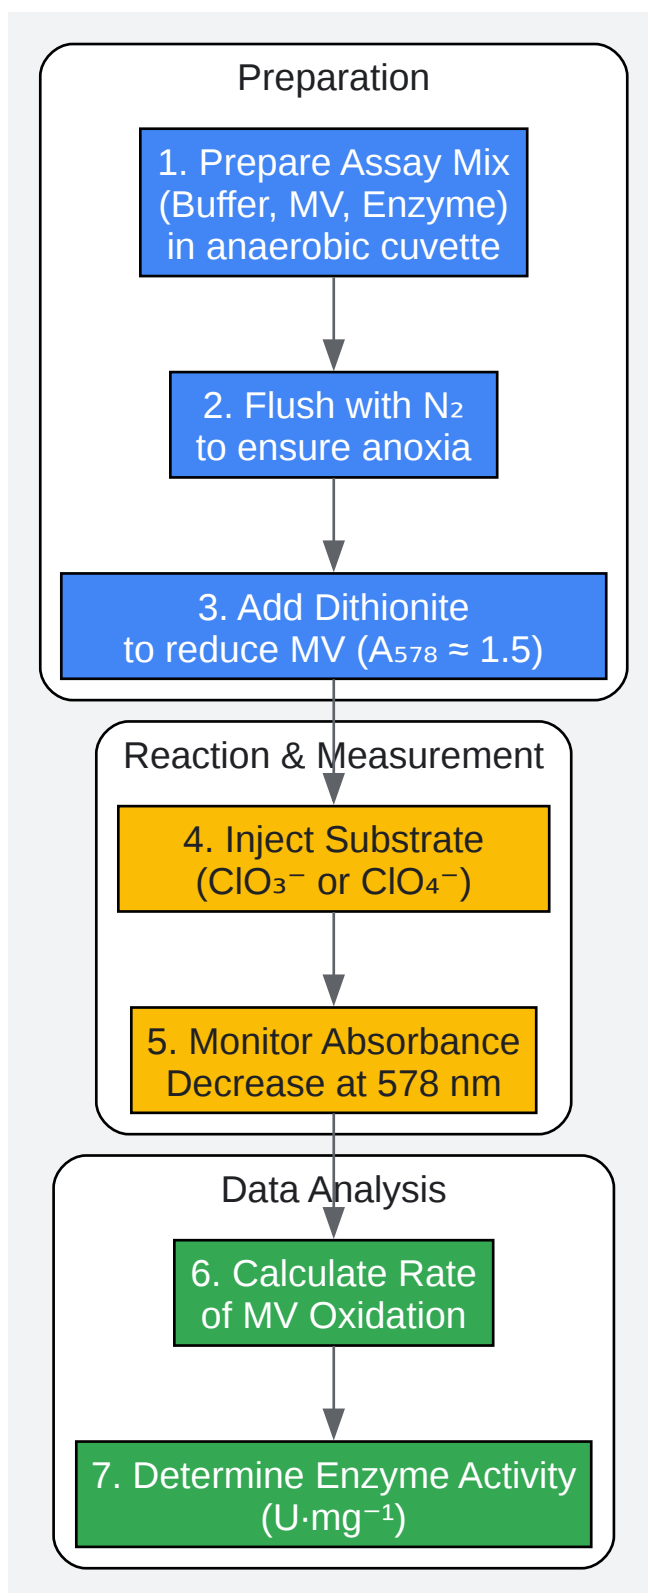 Preparation
1. Prepare Assay Mix
(Buffer, MV, Enzyme)
in anaerobic cuvette
2. Flush with N₂
to ensure anoxia
3. Add Dithionite
to reduce MV (A₅₇₈ ≈ 1.5)
Reaction & Measurement
4. Inject Substrate
(ClO₃⁻ or ClO₄⁻)
5. Monitor Absorbance
Decrease at 578 nm
Data Analysis
6. Calculate Rate
of MV Oxidation
7. Determine Enzyme Activity
(U·mg⁻¹)